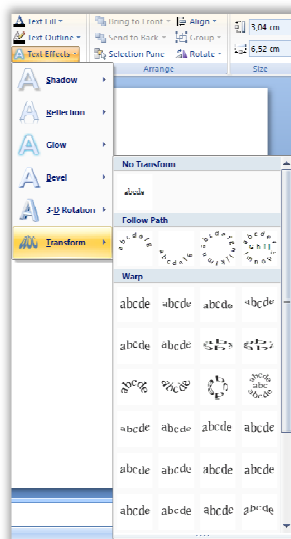 Text Fill
Bring to Front
Align
3,04 cm
Text Outline
Send to Back
Group
6,52 cm
Text Effects
Selection Pane
Rotate
Arrange
Size
Shadow
Reflection
Glow
Bevel
3-D Rotation
Transform
No Transform
abcde
Follow Path
Warp
abcde abcde abcde abcde
abcde abcde
abcde abcde
abcde abcde abcde abcde
abcde abcde abcde abcde
abcde abcde abcde abcde